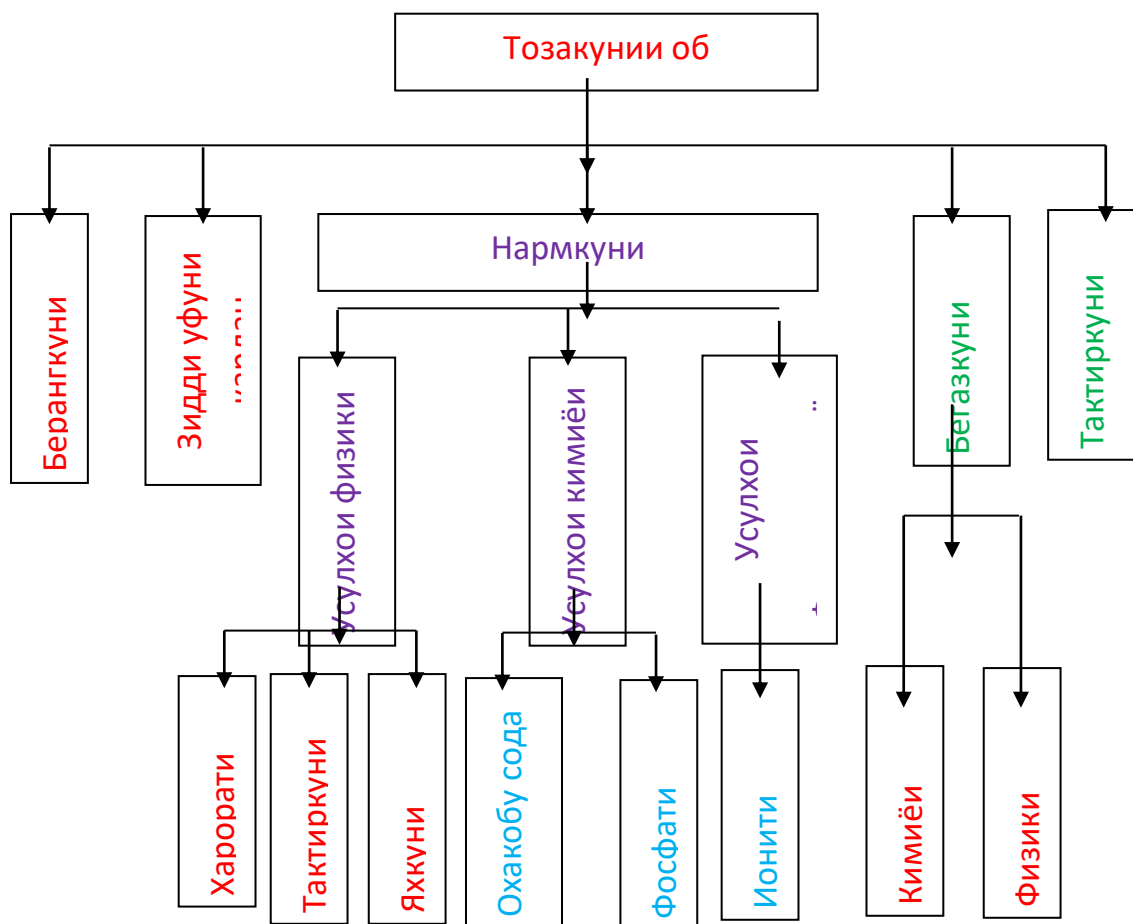 Тозакунии об
Берангкуни
Зидди уфуни
Нармкуни
Бегазкуни
Тактиркуни
Усулхои физики
Усулхои кимиёи
Усулхои
Харорати
Тактиркуни
Яхкуни
Охакобу сода
Фосфати
Ионити
Кимиёи
Физики